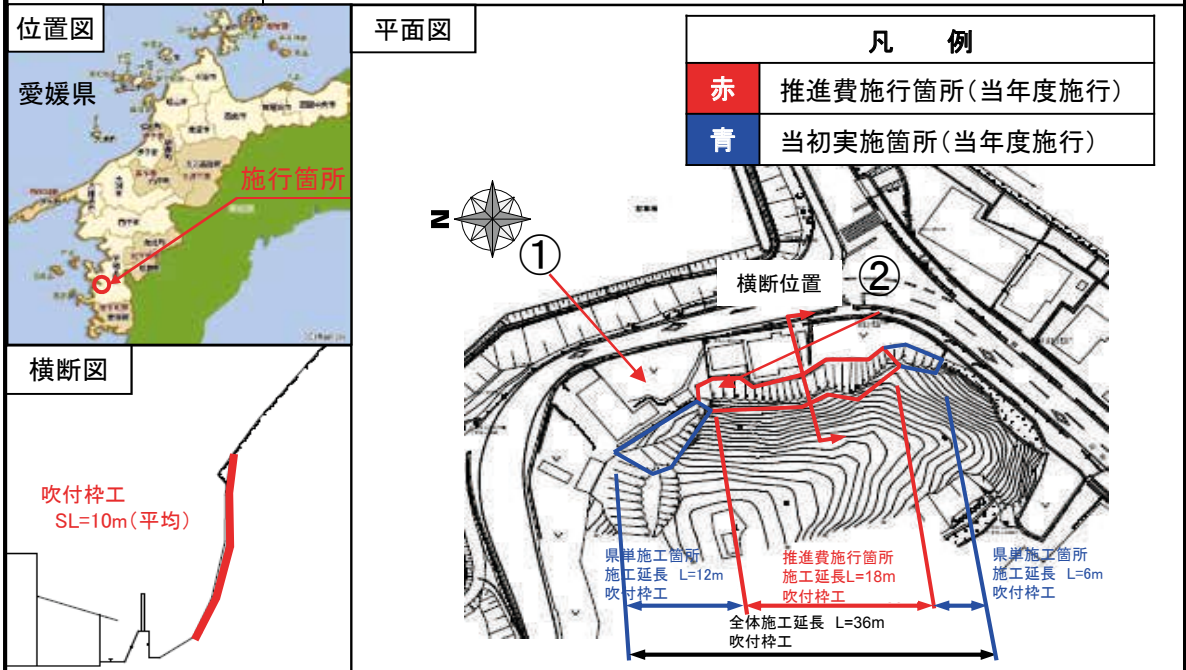 位置図
愛媛県
施行箇所
平面図
凡 例
赤 推進費施行箇所(当年度施行)
青 当初実施箇所(当年度施行)
N
①
横断位置
②
横断図
吹付枠工
SL=10m(平均)
県単施工箇所
施工延長 L=12m
吹付枠工
推進費施行箇所
施工延長L=18m
吹付枠工
県単施工箇所
施工延長 L=6m
吹付枠工
全体施工延長 L=36m
吹付枠工